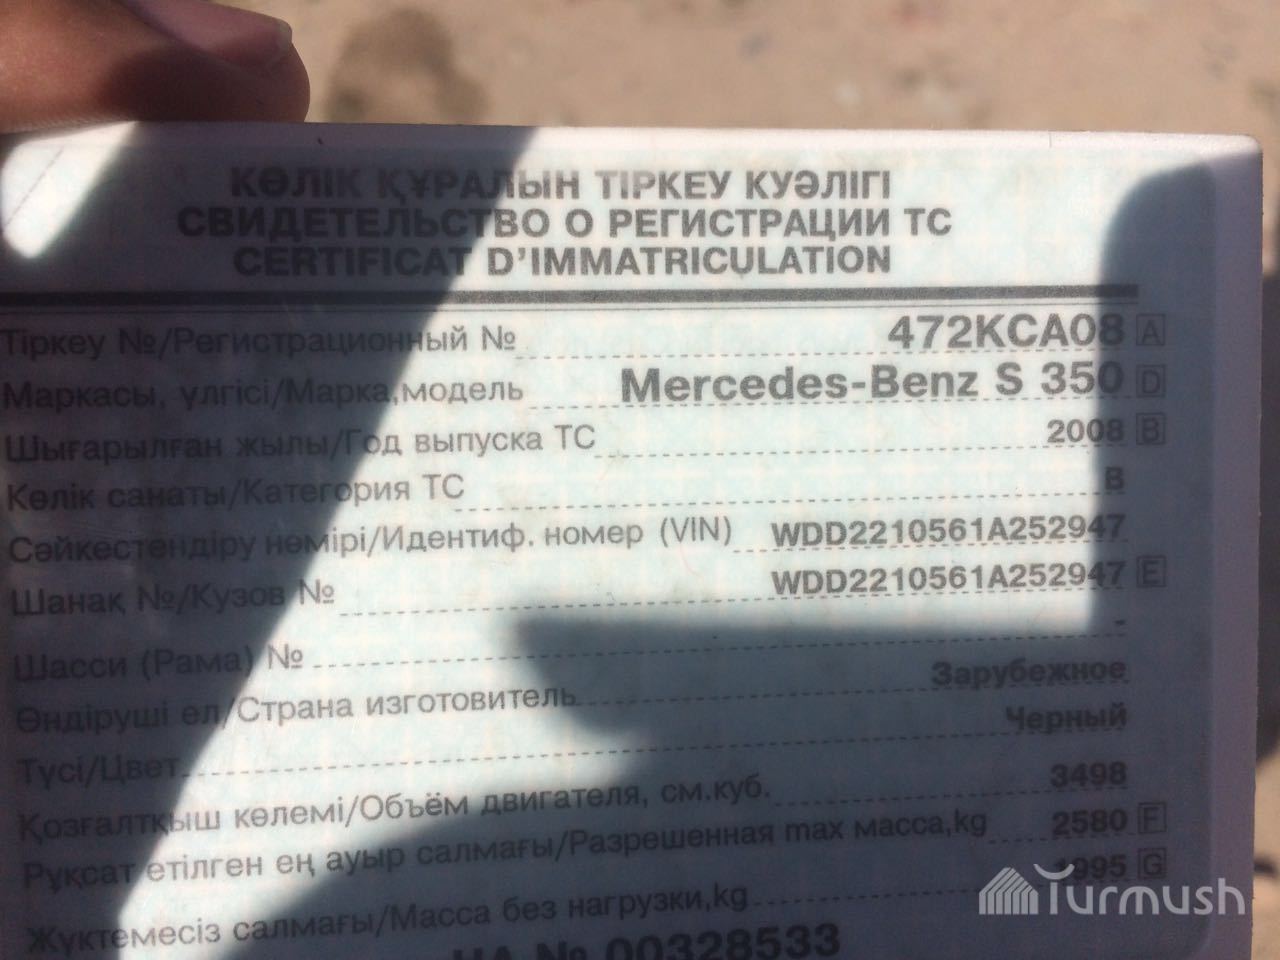 КӨЛІК ҚҰРАЛЫН ТІРКЕУ КУӘЛІГІ
СВИДЕТЕЛЬСТВО О РЕГИСТРАЦИИ ТС
CERTIFICAT D'IMMATRICULATION
Тіркеу №/Регистрационный № 472KCA08 A
Маркасы, үлгісі/Марка,модель Mercedes-Benz S 350 D
Шығарылған жылы/Год выпуска ТС 2008 B
Көлік санаты/Категория ТС B
Сәйкестендіру нөмірі/Идентиф. номер (VIN) WDD2210561A252947
Шанақ №/Кузов № WDD2210561A252947 E
Шасси (Рама) № -
Өндіруші ел/Страна изготовитель Зарубежное
Түсі/Цвет Черный
Қозғалтқыш көлемі/Объём двигателя, см.куб. 3498
Рұқсат етілген ең ауыр салмағы/Разрешенная max масса,kg 2580 F
Жүктемесіз салмағы/Масса без нагрузки,kg 1995 G
№ 00328533
Turmush